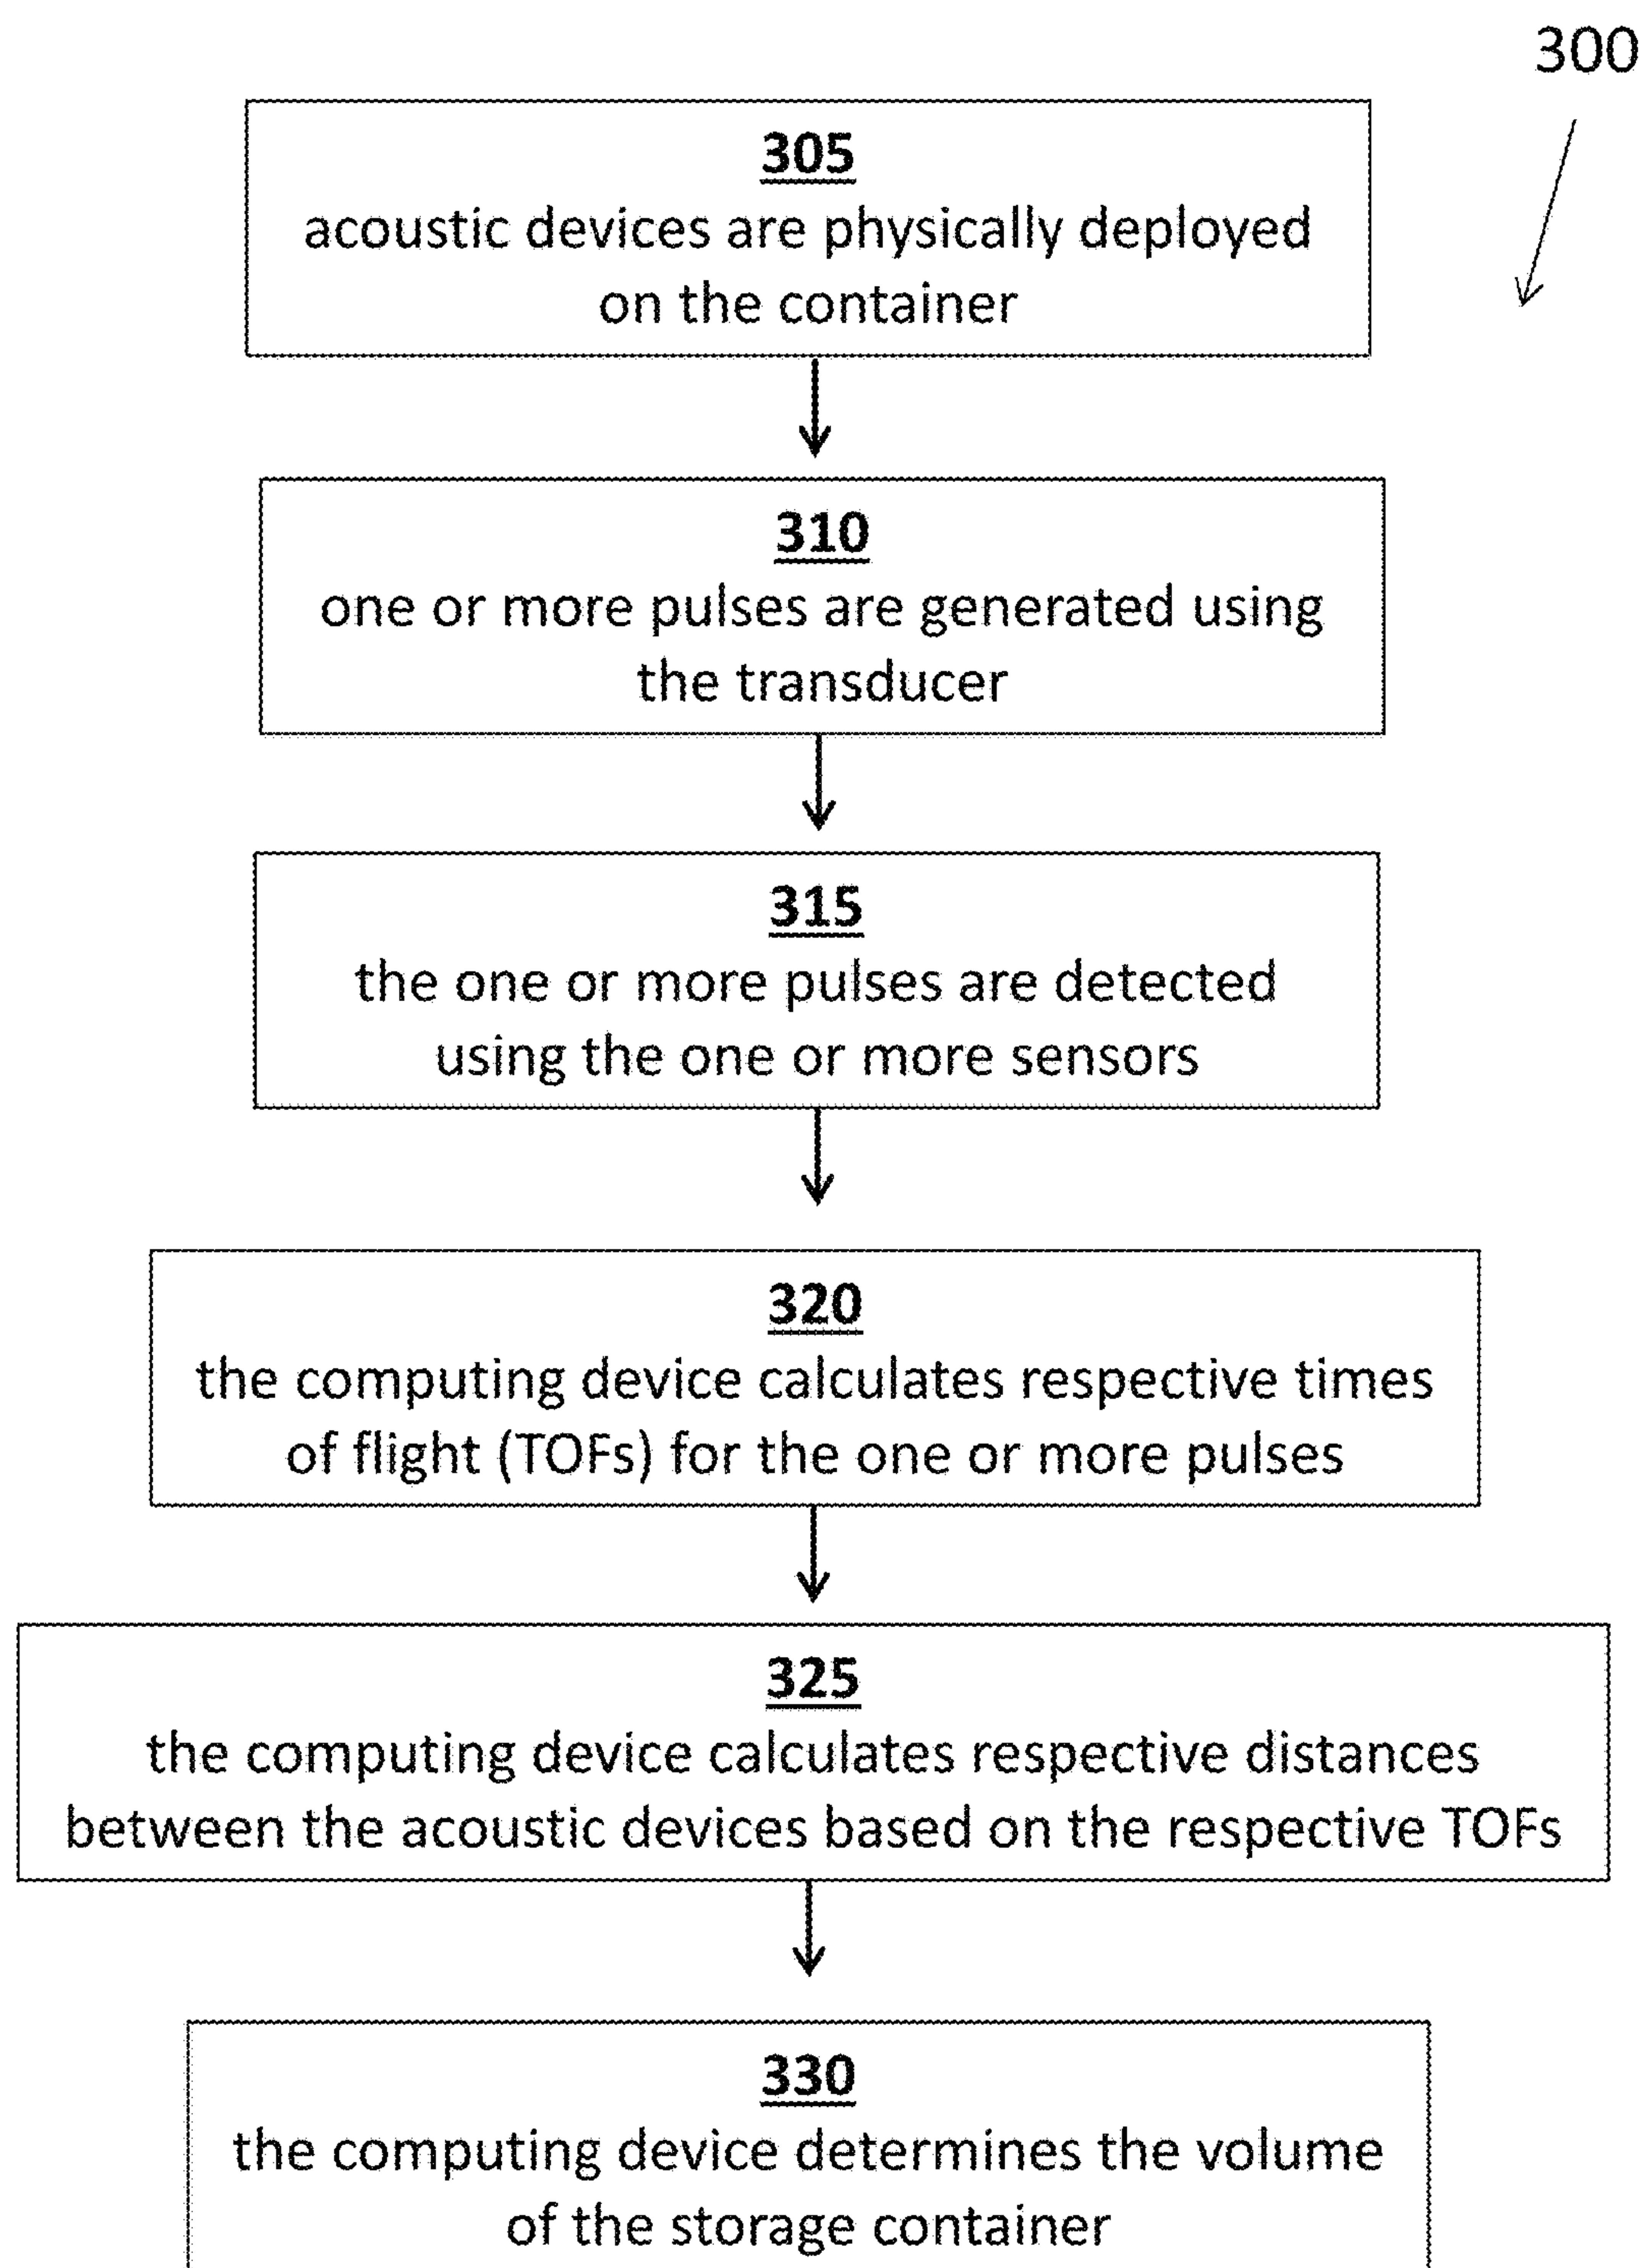 300
305
acoustic devices are physically deployed
on the container
310
one or more pulses are generated using
the transducer
315
the one or more pulses are detected
using the one or more sensors
320
the computing device calculates respective times
of flight (TOFs) for the one or more pulses
325
the computing device calculates respective distances
between the acoustic devices based on the respective TOFs
330
the computing device determines the volume
of the storage container